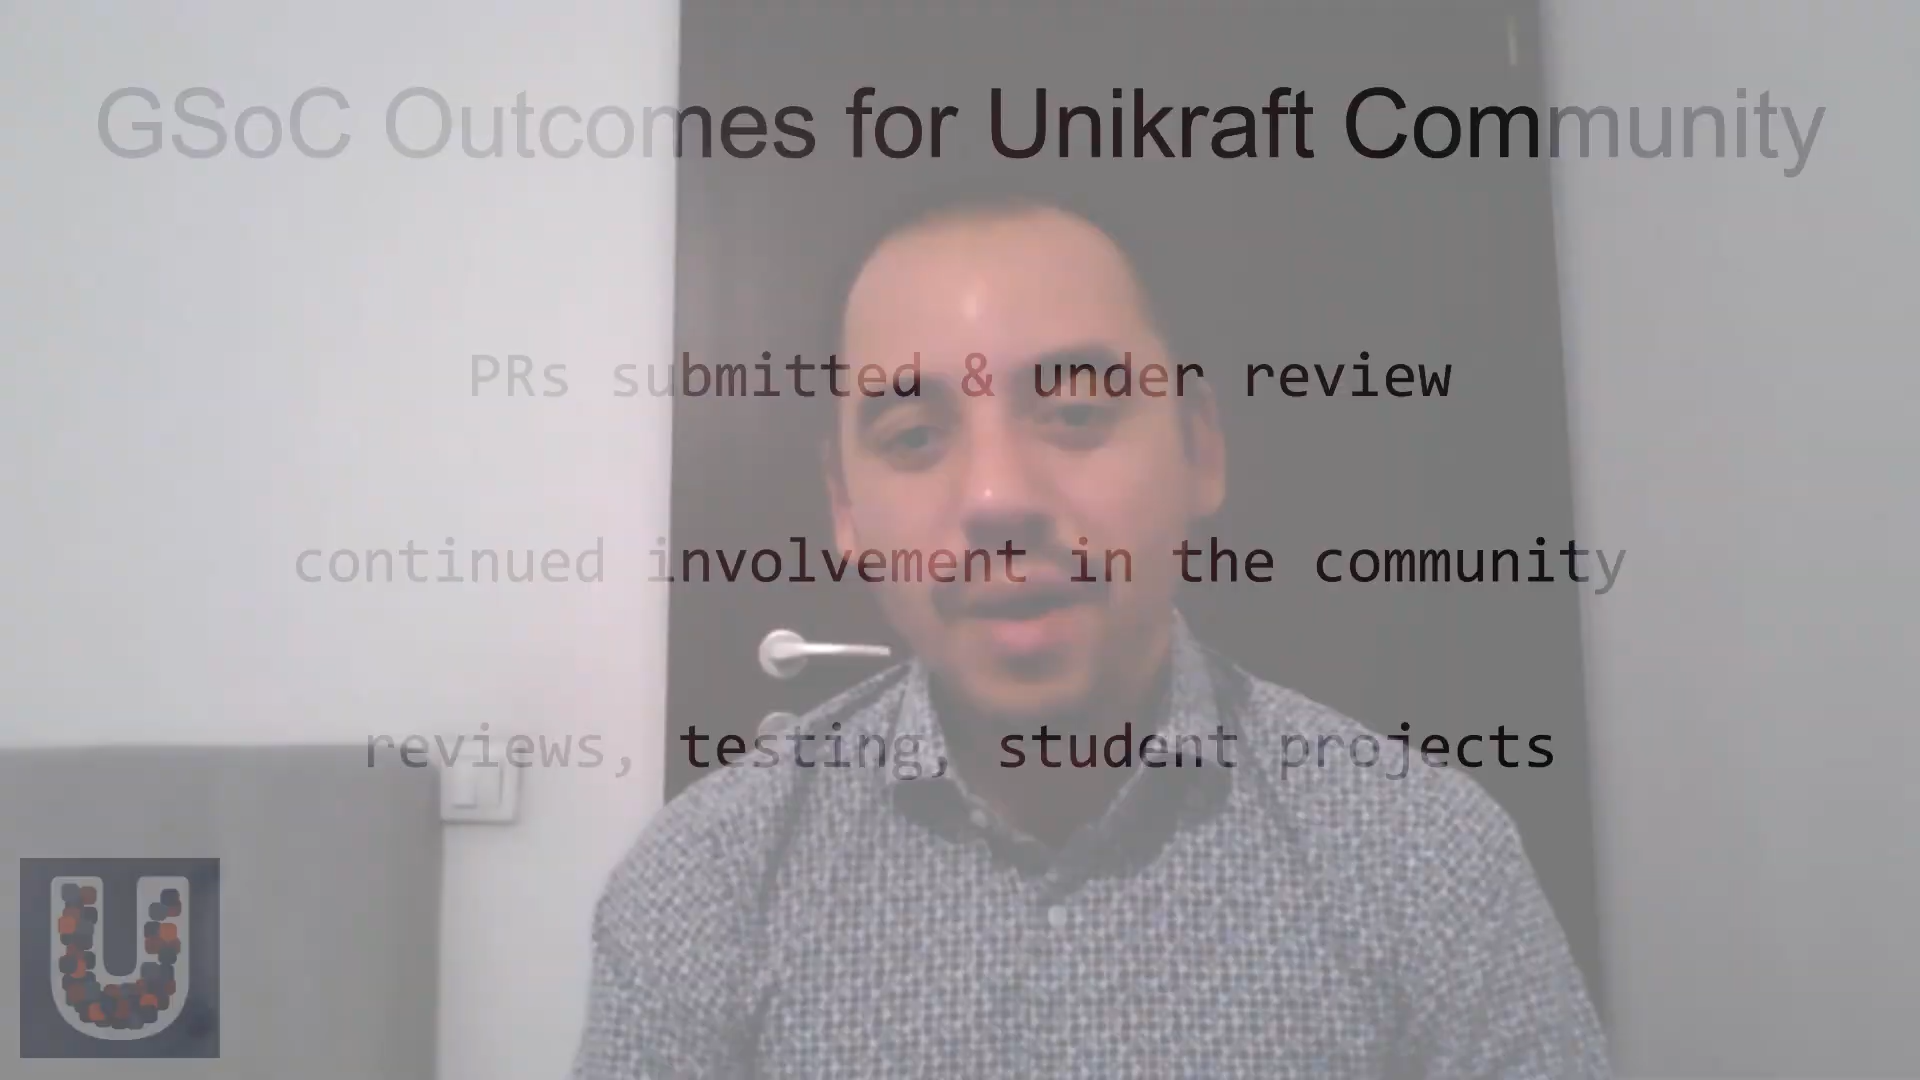 GSoC Outcomes for Unikraft Community
PRs submitted & under review
continued involvement in the community
reviews, testing, student projects
U